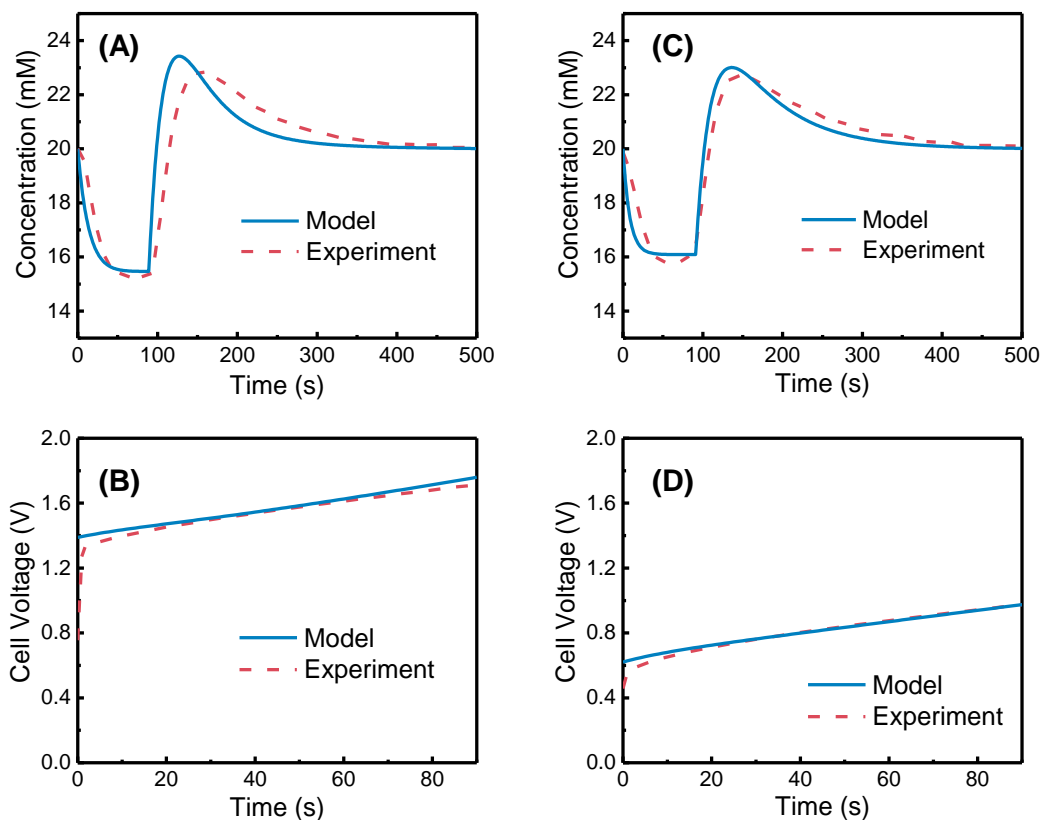 (A)
Concentration (mM)
24
22
20
18
16
14
Model
Experiment
0 100 200 300 400 500
Time (s)
(C)
Concentration (mM)
24
22
20
18
16
14
Model
Experiment
0 100 200 300 400 500
Time (s)
(B)
Cell Voltage (V)
2.0
1.6
1.2
0.8
0.4
0.0
Model
Experiment
0 20 40 60 80
Time (s)
(D)
Cell Voltage (V)
2.0
1.6
1.2
0.8
0.4
0.0
Model
Experiment
0 20 40 60 80
Time (s)